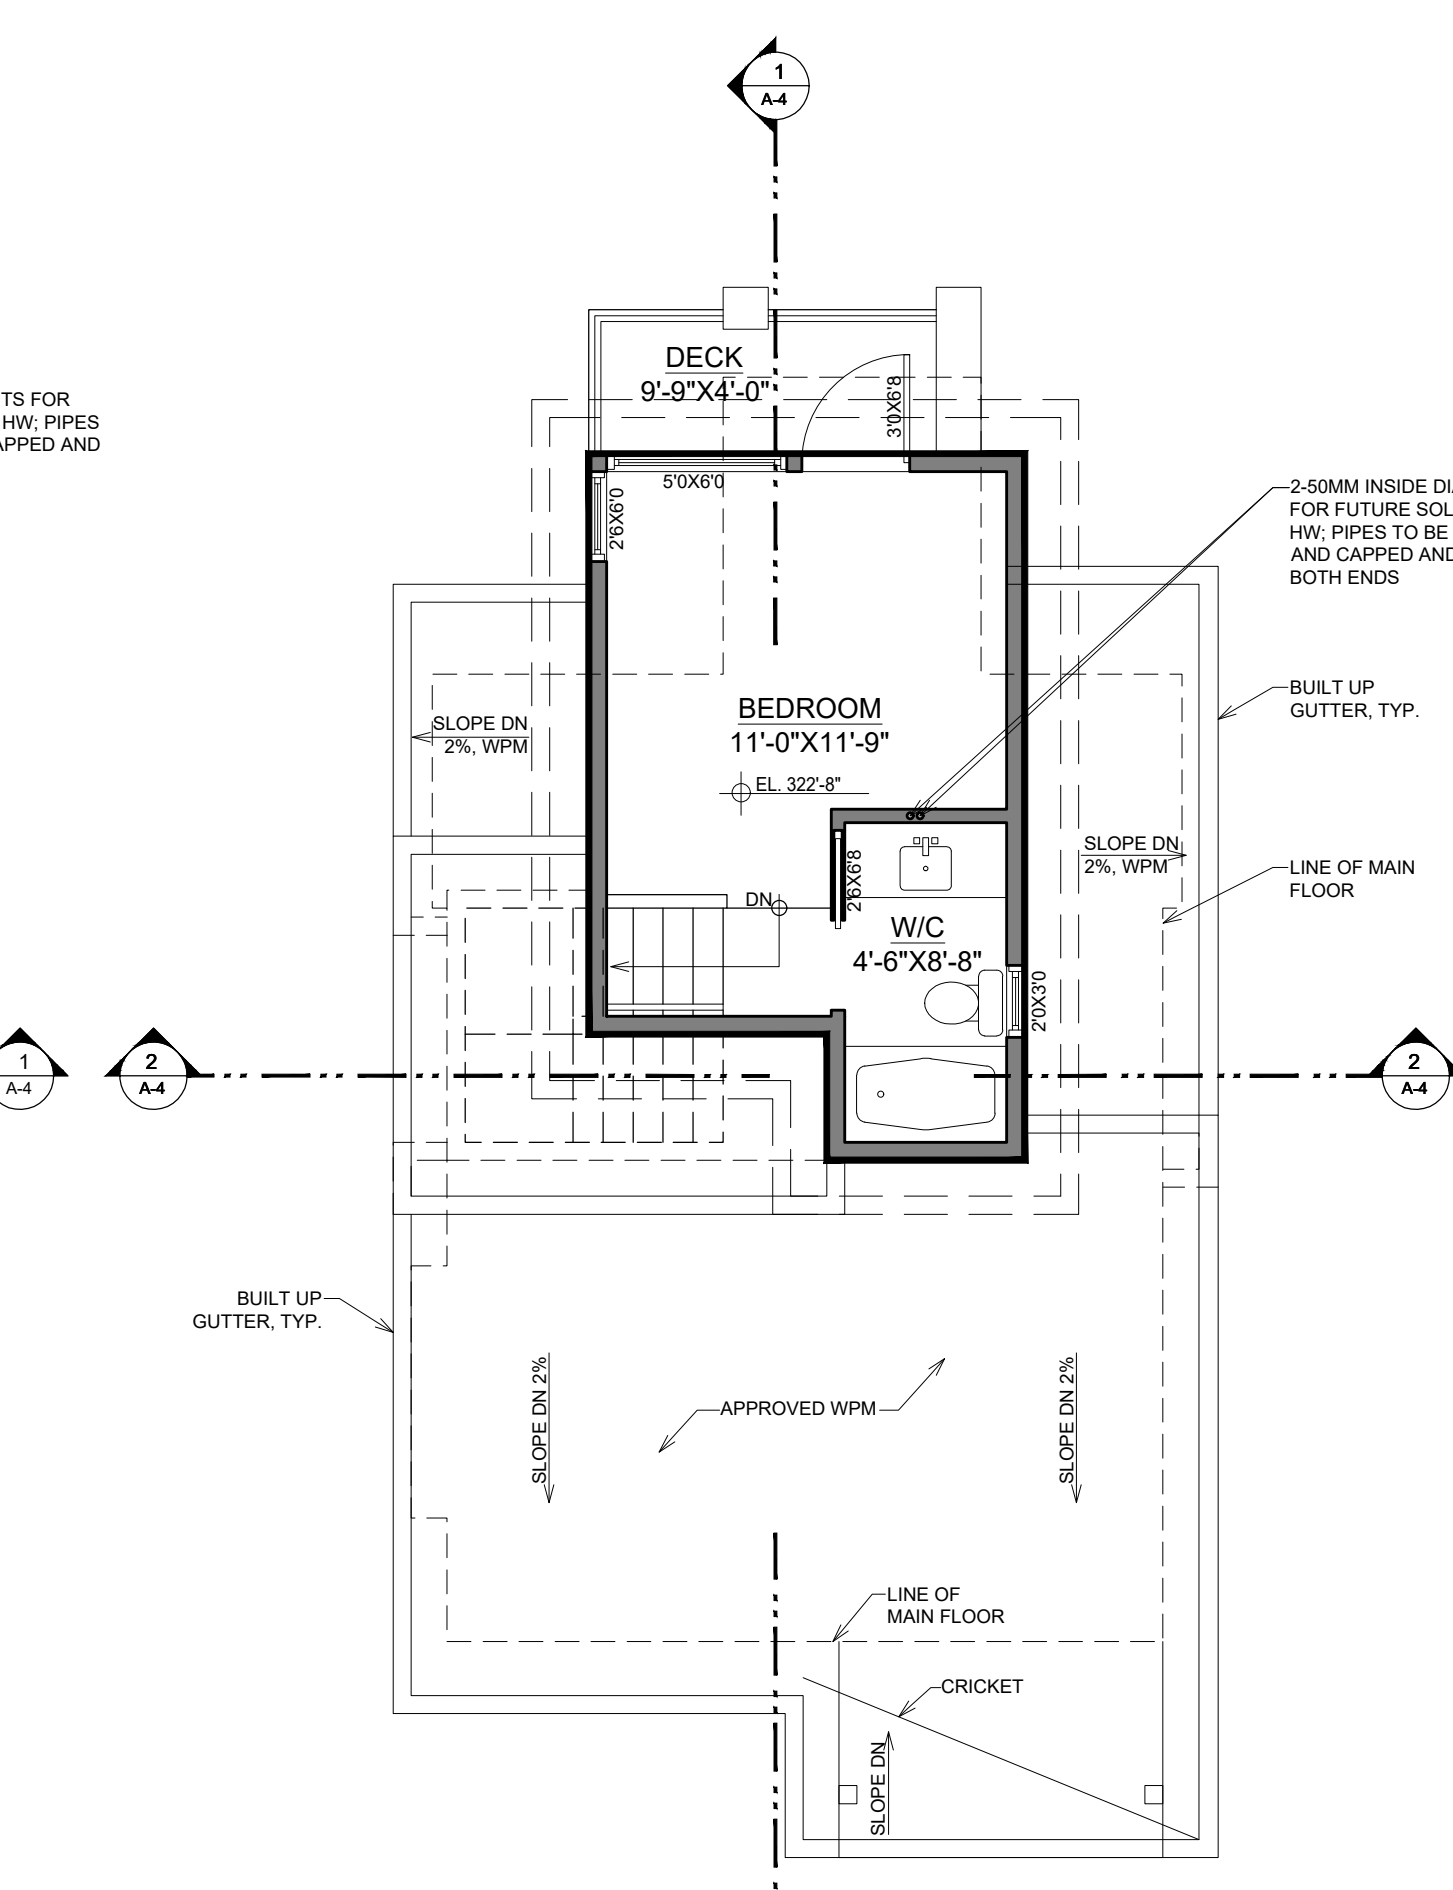 1
A-4
DECK
9'-9"X4'-0"
3'0X6'8
TS FOR
HW; PIPES
APPED AND
5'0X6'0
2'6X6'0
2-50MM INSIDE DI
FOR FUTURE SOL
HW; PIPES TO BE
AND CAPPED AND
BOTH ENDS
BUILT UP
GUTTER, TYP.
BEDROOM
11'-0"X11'-9"
SLOPE DN
2%, WPM
EL. 322'-8"
SLOPE DN
2%, WPM
LINE OF MAIN
FLOOR
2'6X6'8
DN
W/C
4'-6"X8'-8"
2'0X3'0
1
A-4
2
A-4
2
A-4
BUILT UP
GUTTER, TYP.
SLOPE DN 2%
APPROVED WPM
SLOPE DN 2%
LINE OF
MAIN FLOOR
CRICKET
SLOPE DN